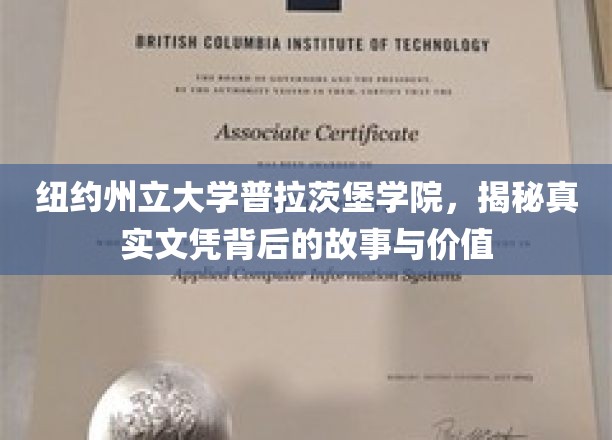 BRITISH COLUMBIA INSTITUTE OF TECHNOLOGY
THE BOARD OF GOVERNORS AND THE PRESIDENT,
BY THE AUTHORITY VESTED IN THEM, CERTIFY THAT THE
Associate Certificate
纽约州立大学普拉茨堡学院，揭秘真
实文凭背后的故事与价值
Applied Computer Information Systems